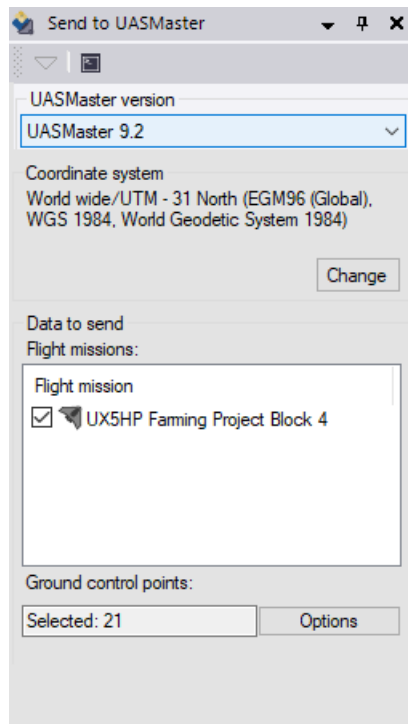 Send to UASMaster
UASMaster version
UASMaster 9.2
Coordinate system
World wide/UTM - 31 North (EGM96 (Global),
WGS 1984, World Geodetic System 1984)
Change
Data to send
Flight missions:
Flight mission
UX5HP Farming Project Block 4
Ground control points:
Selected: 21
Options